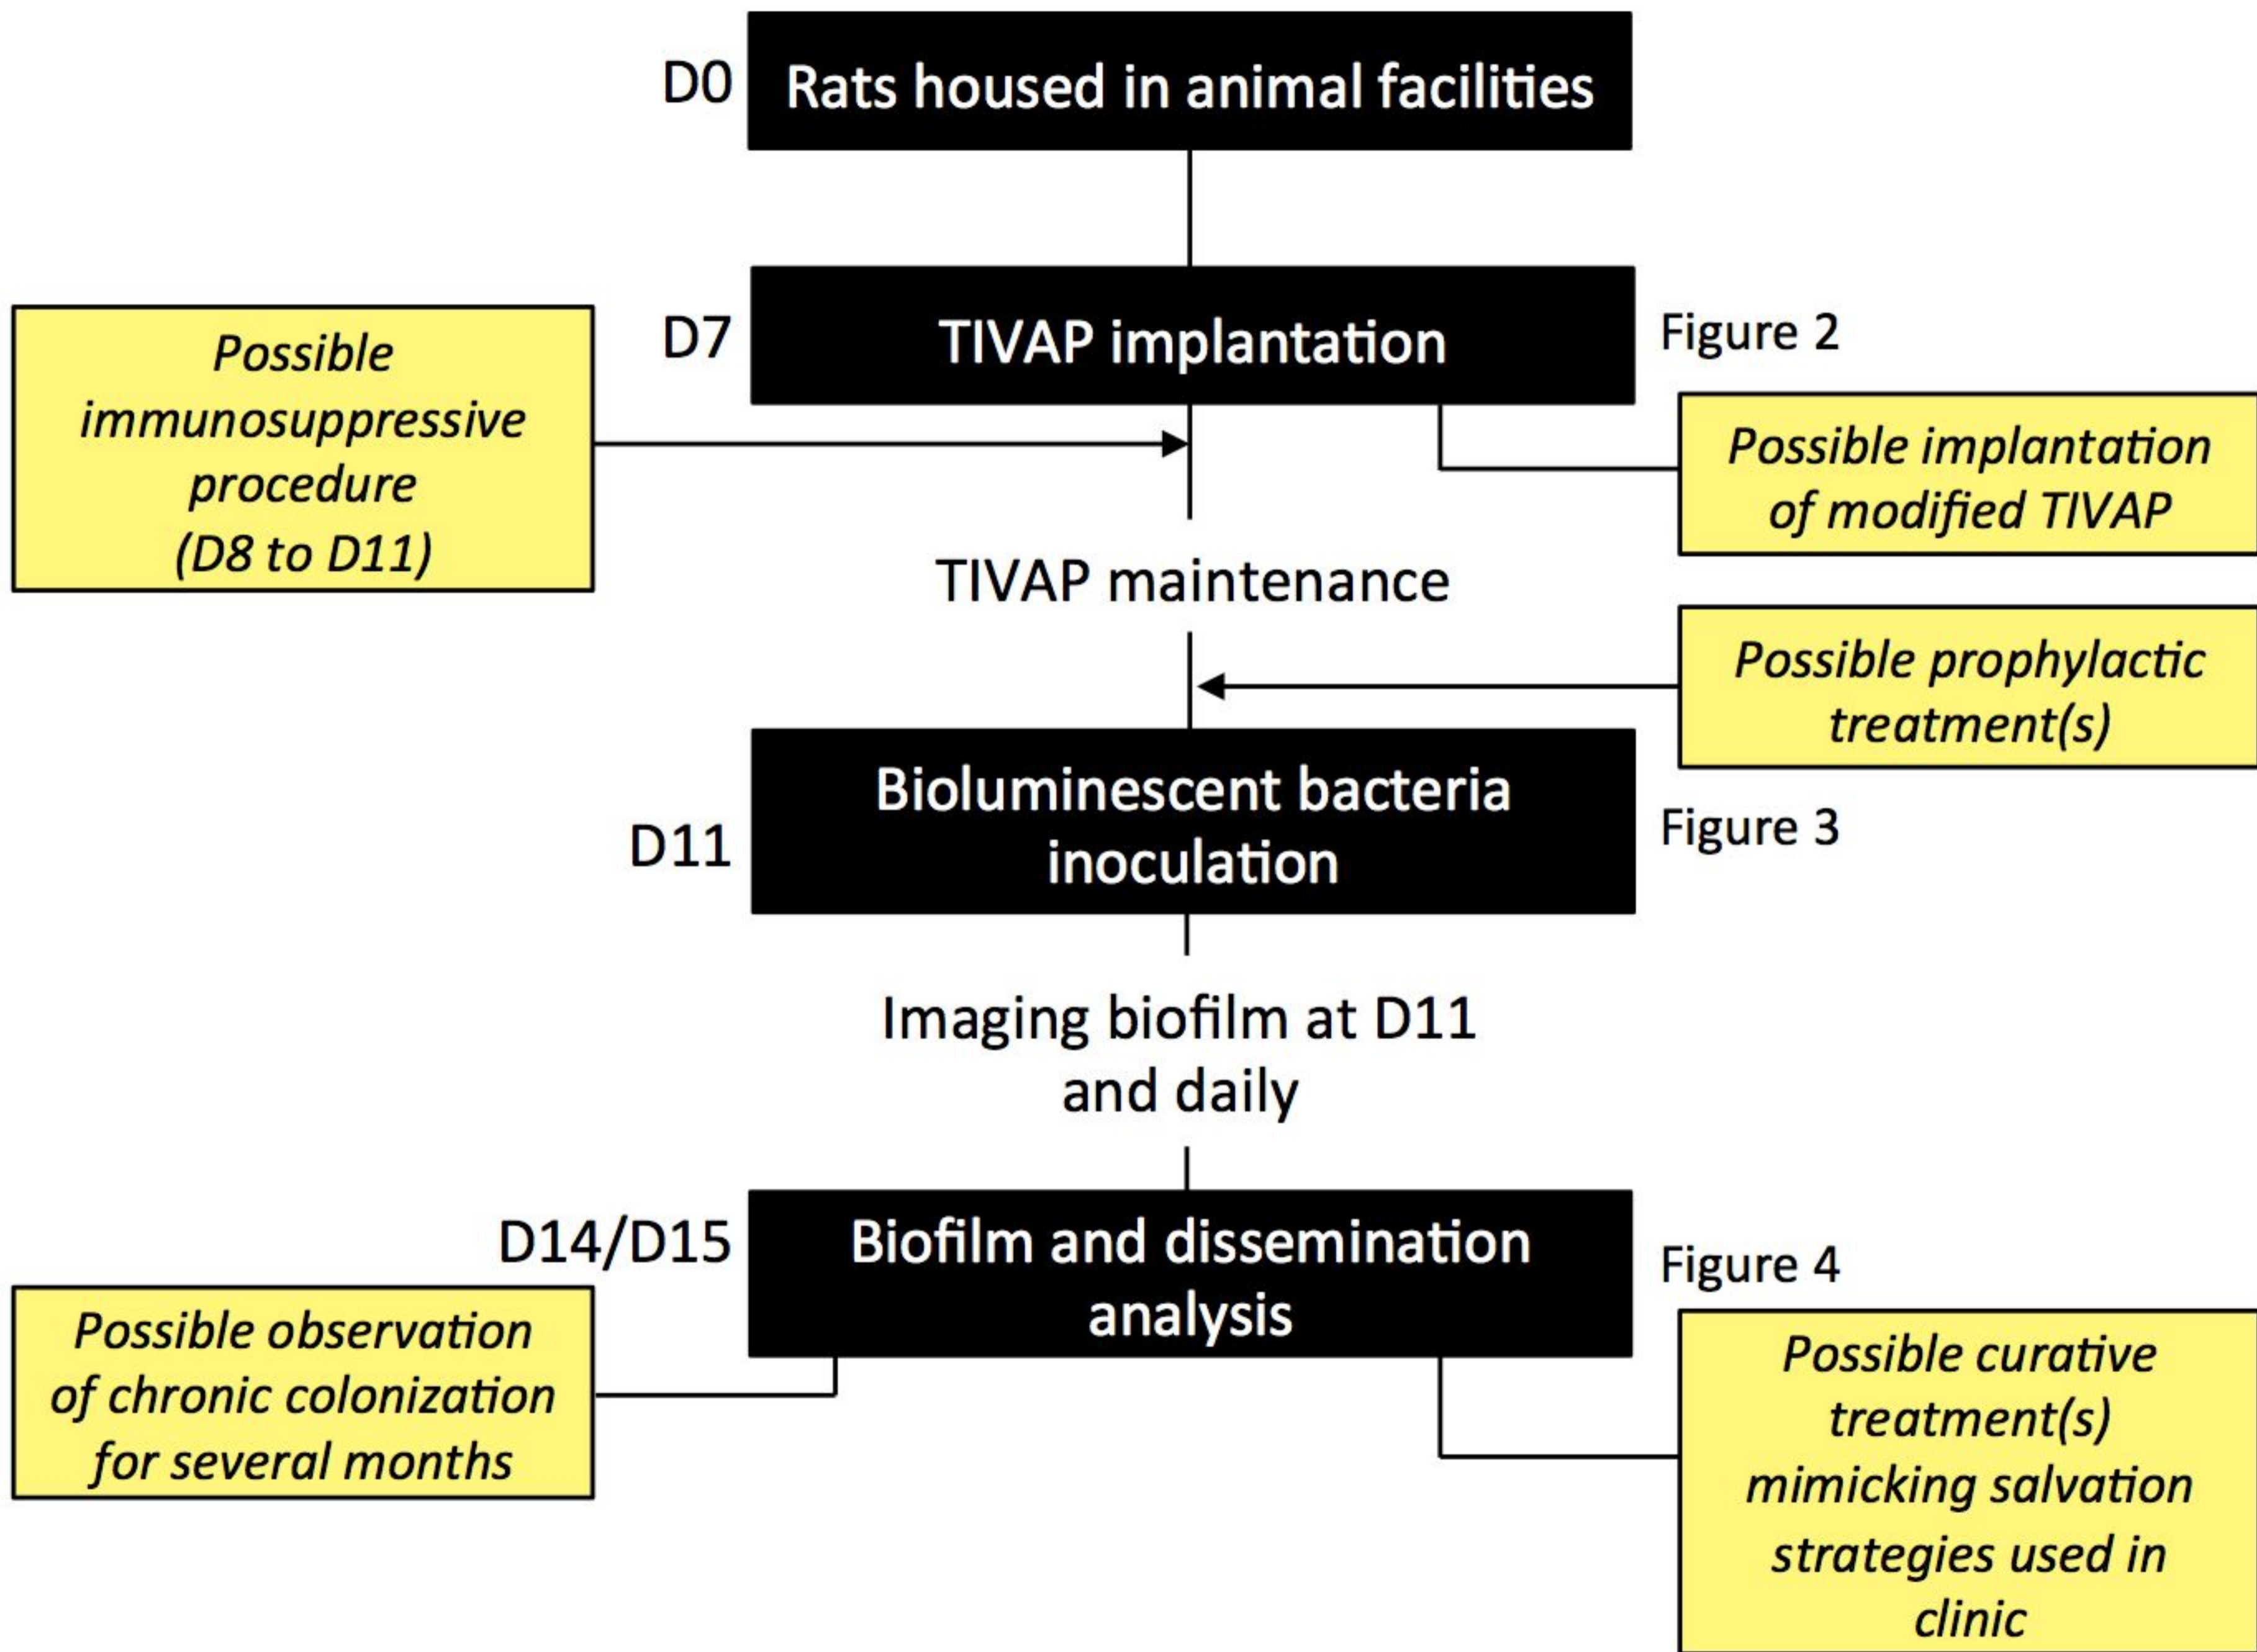 D0
Rats housed in animal facilities
D7
TIVAP implantation
Figure 2
Possible
immunosuppressive
procedure
(D8 to D11)
Possible implantation
of modified TIVAP
TIVAP maintenance
Possible prophylactic
treatment(s)
D11
Bioluminescent bacteria
inoculation
Figure 3
Imaging biofilm at D11
and daily
D14/D15
Biofilm and dissemination
analysis
Figure 4
Possible observation
of chronic colonization
for several months
Possible curative
treatment(s)
mimicking salvation
strategies used in
clinic